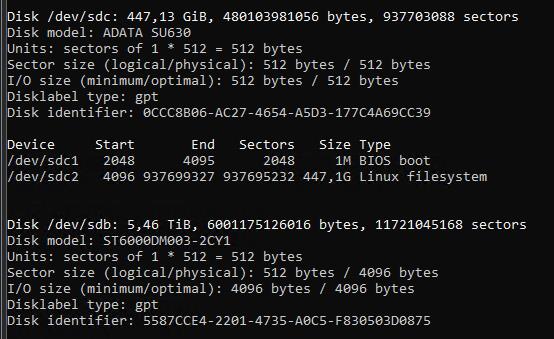 Disk /dev/sdc: 447,13 GiB, 480103981056 bytes, 937703088 sectors
Disk model: ADATA SU630
Units: sectors of 1 * 512 = 512 bytes
Sector size (logical/physical): 512 bytes / 512 bytes
I/O size (minimum/optimal): 512 bytes / 512 bytes
Disklabel type: gpt
Disk identifier: 0CCC8B06-AC27-4654-A5D3-177C4A69CC39
Device Start End Sectors Size Type
/dev/sdc1 2048 4095 2048 1M BIOS boot
/dev/sdc2 4096 937699327 937695232 447,1G Linux filesystem
Disk /dev/sdb: 5,46 TiB, 6001175126016 bytes, 11721045168 sectors
Disk model: ST6000DM003-2CY1
Units: sectors of 1 * 512 = 512 bytes
Sector size (logical/physical): 512 bytes / 4096 bytes
I/O size (minimum/optimal): 4096 bytes / 4096 bytes
Disklabel type: gpt
Disk identifier: 5587CCE4-2201-4735-A0C5-F830503D0875